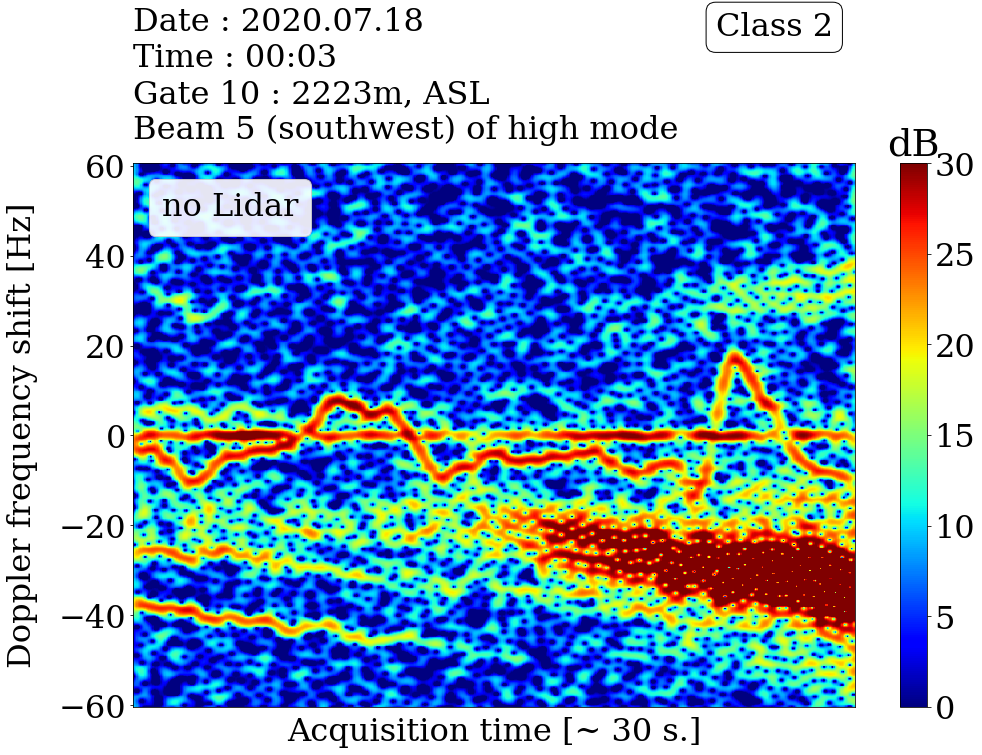 Date : 2020.07.18
Time : 00:03
Gate 10 : 2223m, ASL
Beam 5 (southwest) of high mode
Class 2
dB
no Lidar
Doppler frequency shift [Hz]
60
40
20
0
−20
−40
−60
30
25
20
15
10
5
0
Acquisition time [~ 30 s.]